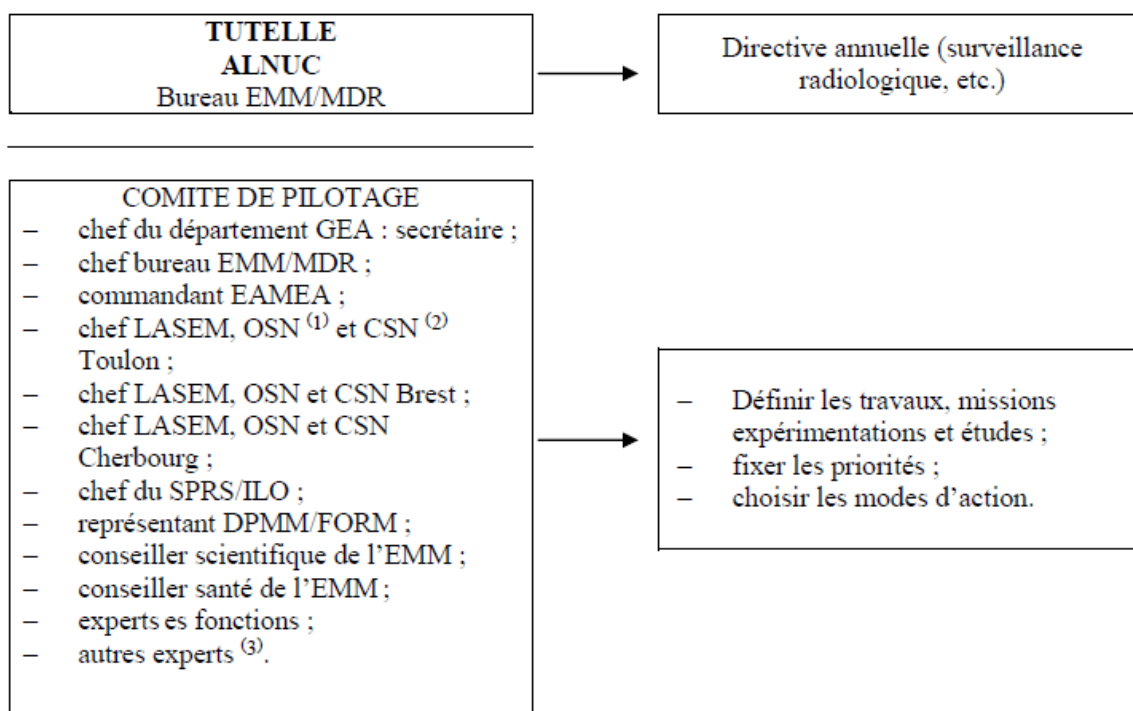 TUTELLE
ALNUC
Bureau EMM/MDR
Directive annuelle (surveillance
radiologique, etc.)
COMITE DE PILOTAGE
– chef du département GEA : secrétaire ;
– chef bureau EMM/MDR ;
– commandant EAMEA ;
– chef LASEM, OSN (1) et CSN (2)
Toulon ;
– chef LASEM, OSN et CSN Brest ;
– chef LASEM, OSN et CSN
Cherbourg ;
– chef du SPRS/ILO ;
– représentant DPMM/FORM ;
– conseiller scientifique de l’EMM ;
– conseiller santé de l’EMM ;
– experts es fonctions ;
– autres experts (3).
– Définir les travaux, missions
expérimentations et études ;
– fixer les priorités ;
– choisir les modes d’action.